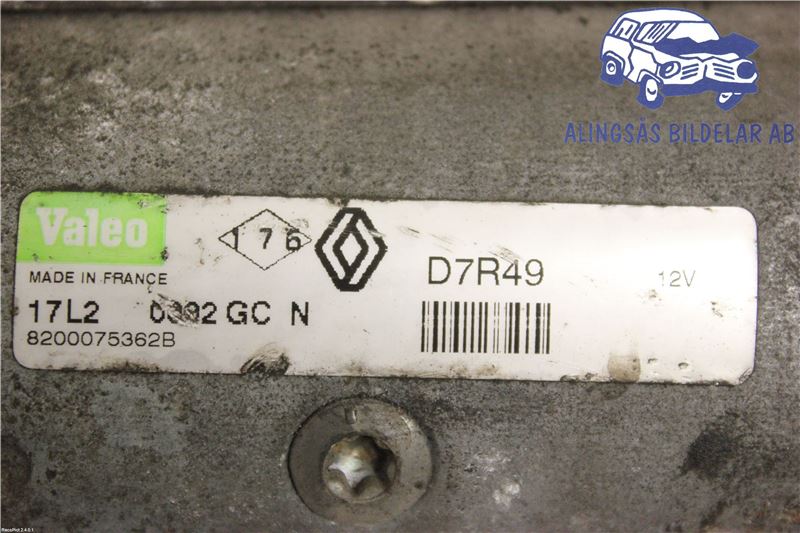 ALINGSÅS BILDELAR AB
Valeo
176
D7R49
12V
MADE IN FRANCE
17L2 GC N
8200075362B